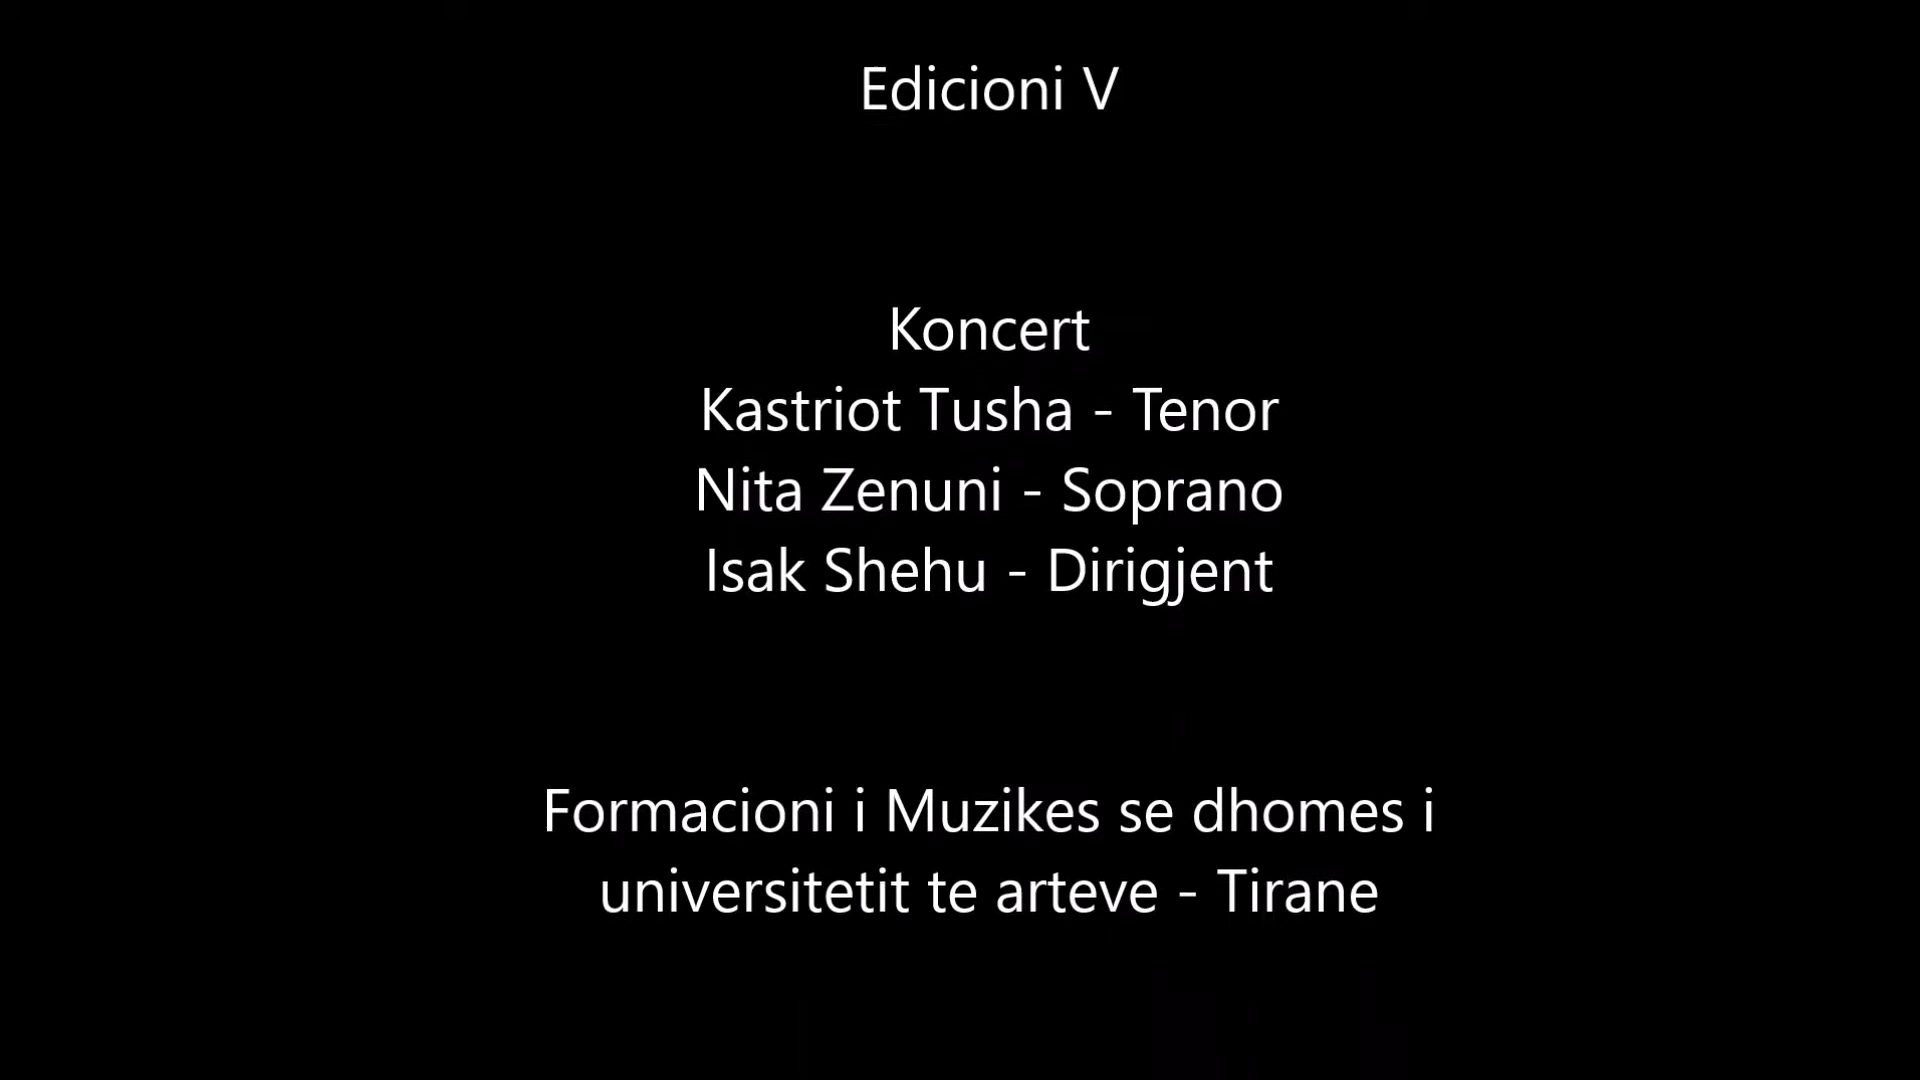 Edicioni V
Koncert
Kastriot Tusha - Tenor
Nita Zenuni - Soprano
Isak Shehu - Dirigjent
Formacioni i Muzikes se dhomes i
universitetit te arteve - Tirane